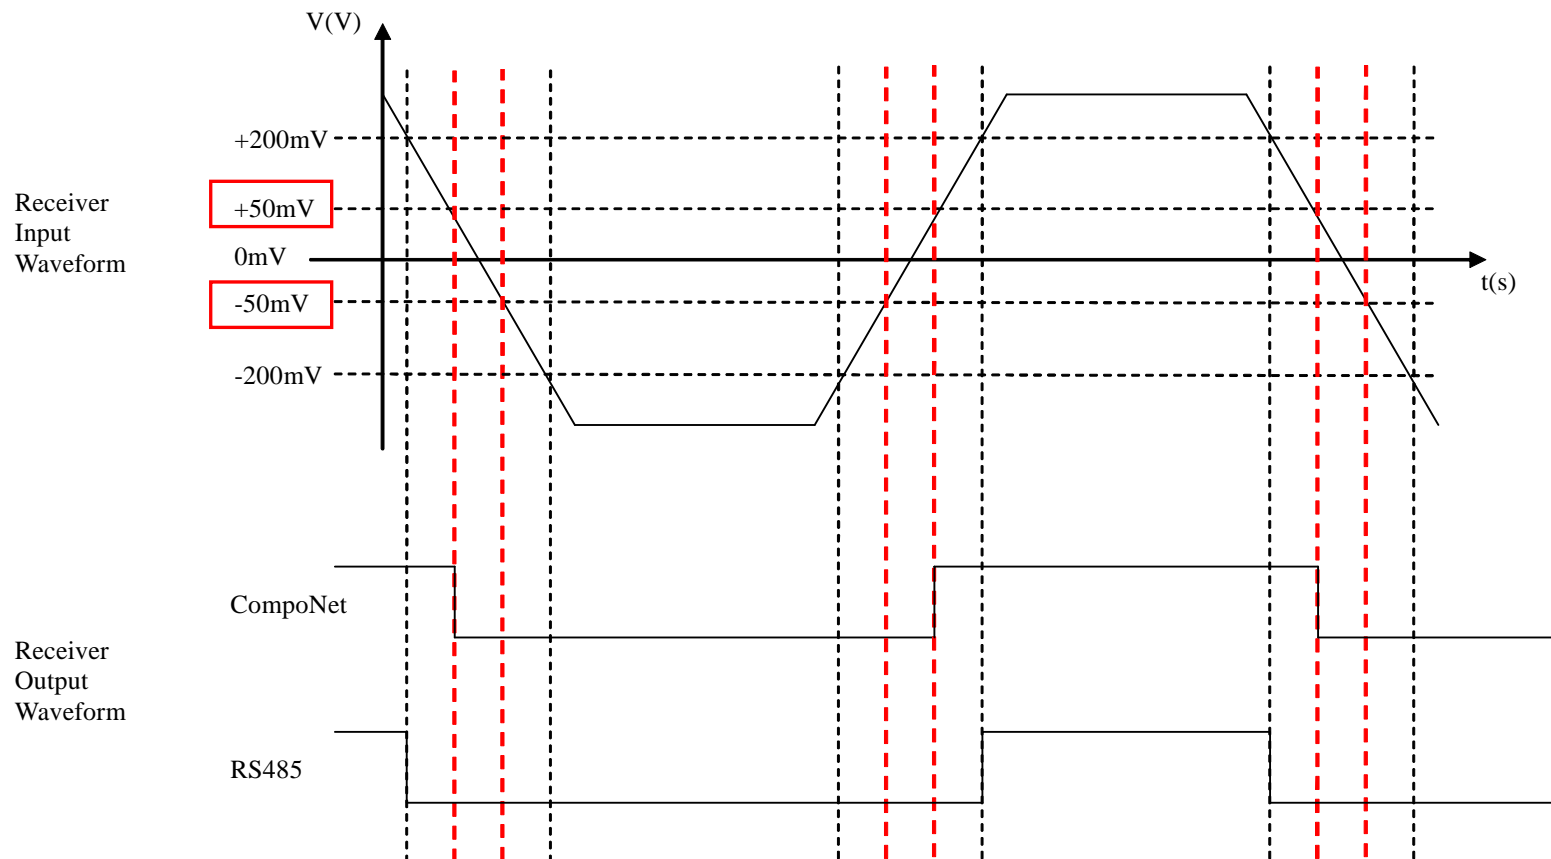 V(V)
+200mV
+50mV
0mV
-50mV
-200mV
t(s)
Receiver
Input
Waveform
CompoNet
Receiver
Output
Waveform
RS485